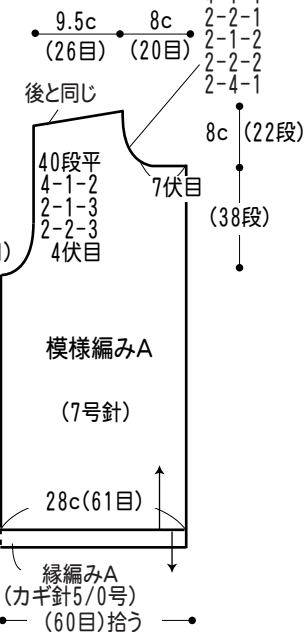 9.5c 8c
(26目) (20目)
2-2-1
2-1-2
2-2-2
2-4-1
後と同じ
8c (22段)
40段平
4-1-2
2-1-3
2-2-3
4伏目
7伏目
(38段)
模様編みA
(7号針)
28c(61目)
縁編みA
(カギ針5/0号)
(60目)拾う